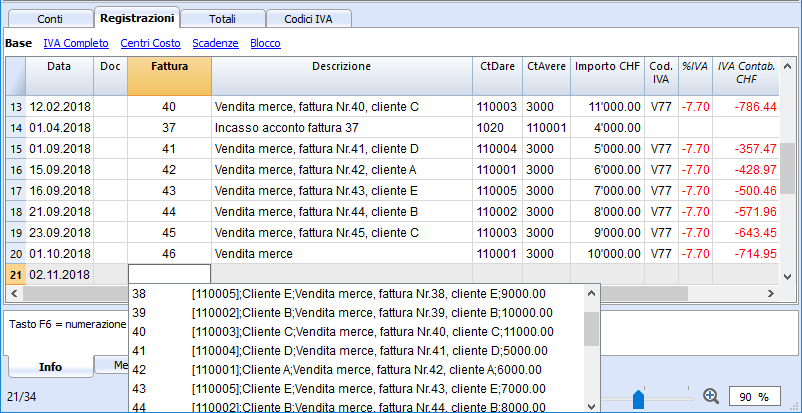 Conti Registrazioni Totali Codici IVA
Base IVA Completo Centri Costo Scadenze Blocco
Data Doc Fattura Descrizione CtDare CtAvere Importo CHF Cod. IVA %IVA IVA Contab. CHF
13 12.02.2018 40 Vendita merce, fattura Nr.40, cliente C 110003 3000 11'000.00 V77 -7.70 -786.44
14 01.04.2018 37 Incasso acconto fattura 37 1020 110001 4'000.00
15 01.09.2018 41 Vendita merce, fattura Nr.41, cliente D 110004 3000 5'000.00 V77 -7.70 -357.47
16 15.09.2018 42 Vendita merce, fattura Nr.42, cliente A 110001 3000 6'000.00 V77 -7.70 -428.97
17 16.09.2018 43 Vendita merce, fattura Nr.43, cliente E 110005 3000 7'000.00 V77 -7.70 -500.46
18 21.09.2018 44 Vendita merce, fattura Nr.44, cliente B 110002 3000 8'000.00 V77 -7.70 -571.96
19 23.09.2018 45 Vendita merce, fattura Nr.45, cliente C 110003 3000 9'000.00 V77 -7.70 -643.45
20 01.10.2018 46 Vendita merce 110001 3000 10'000.00 V77 -7.70 -714.95
21 02.11.2018
38 [110005];Cliente E;Vendita merce, fattura Nr.38, cliente E;9000.00
39 [110002];Cliente B;Vendita merce, fattura Nr.39, cliente B;10000.00
40 [110003];Cliente C;Vendita merce, fattura Nr.40, cliente C;11000.00
41 [110004];Cliente D;Vendita merce, fattura Nr.41, cliente D;5000.00
42 [110001];Cliente A;Vendita merce, fattura Nr.42, cliente A;6000.00
43 [110005];Cliente E;Vendita merce, fattura Nr.43, cliente E;7000.00
44 [110002];Cliente B;Vendita merce, fattura Nr.44, cliente B;8000.00
Tasto F6 = numerazione
Info Me
21/34 90 %